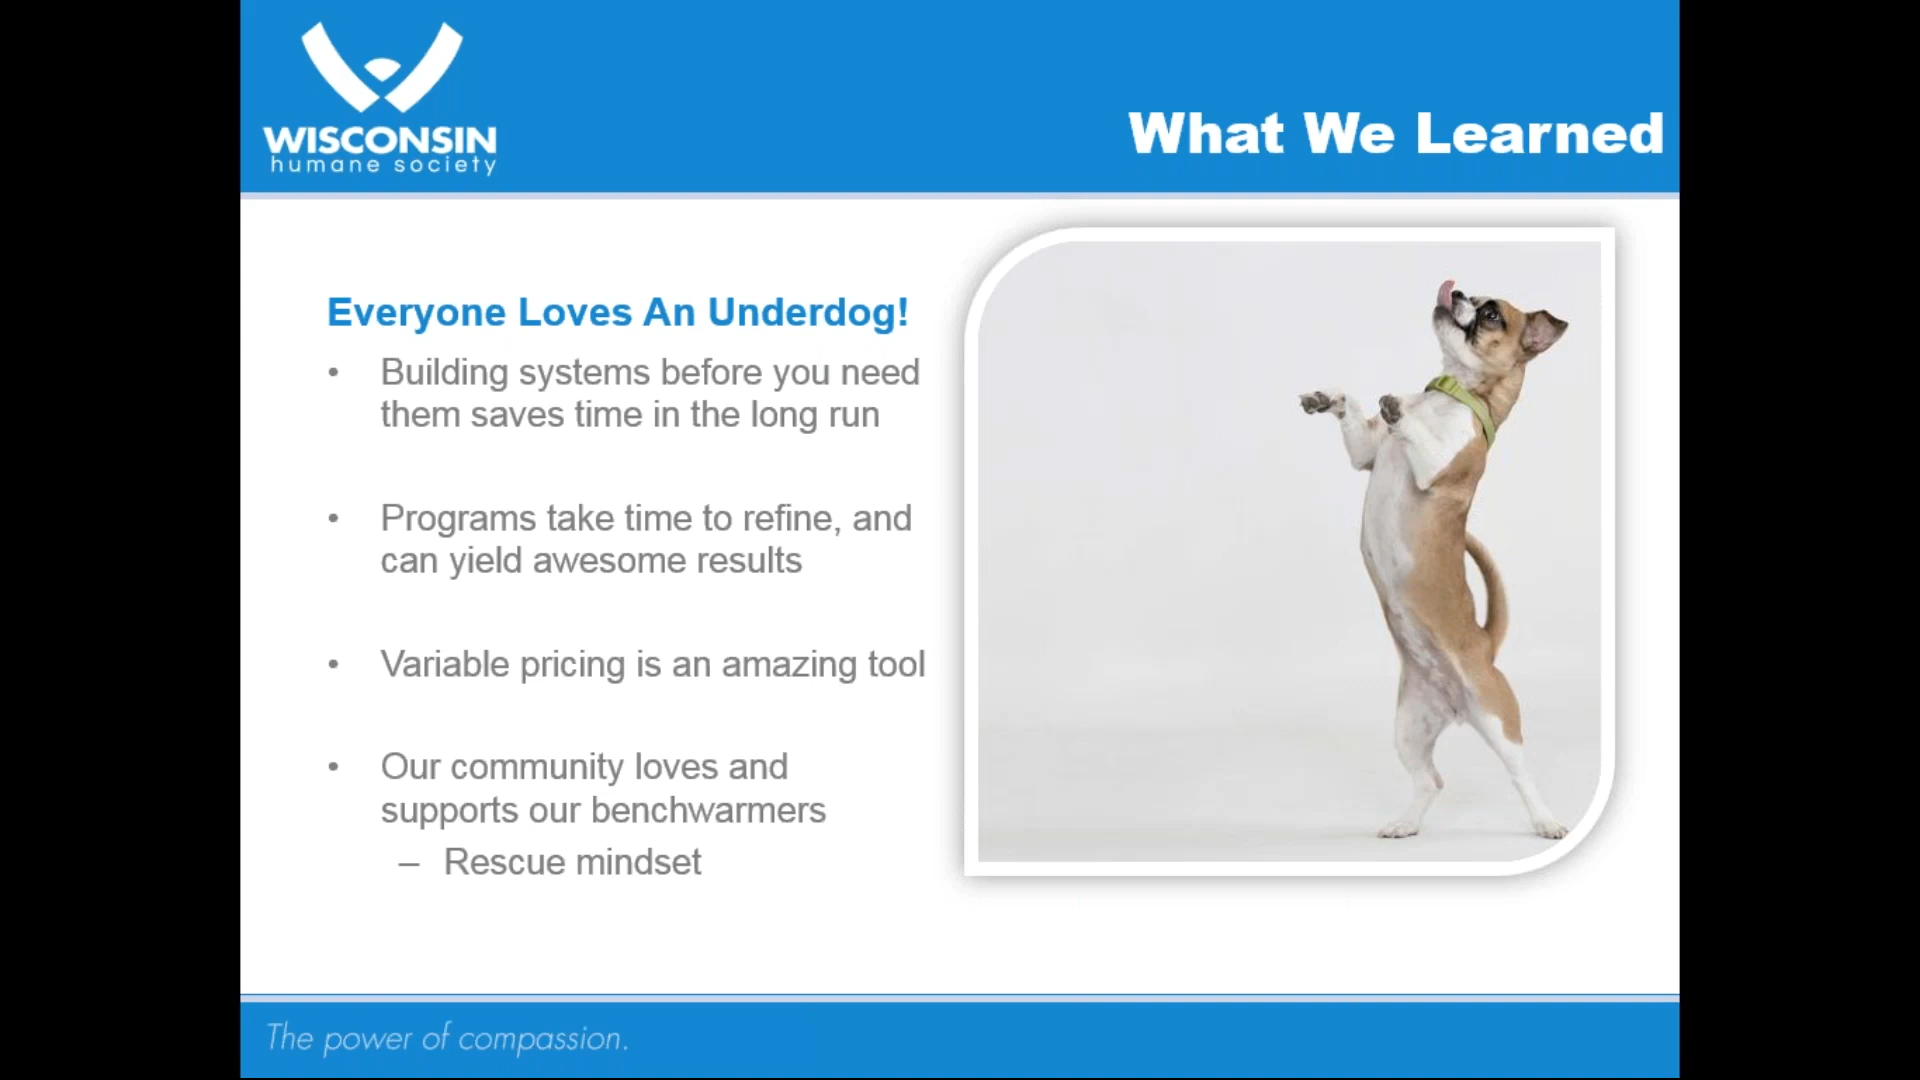 WISCONSIN
humane society
What We Learned
Everyone Loves An Underdog!
• Building systems before you need
them saves time in the long run
• Programs take time to refine, and
can yield awesome results
• Variable pricing is an amazing tool
• Our community loves and
supports our benchwarmers
– Rescue mindset
The power of compassion.